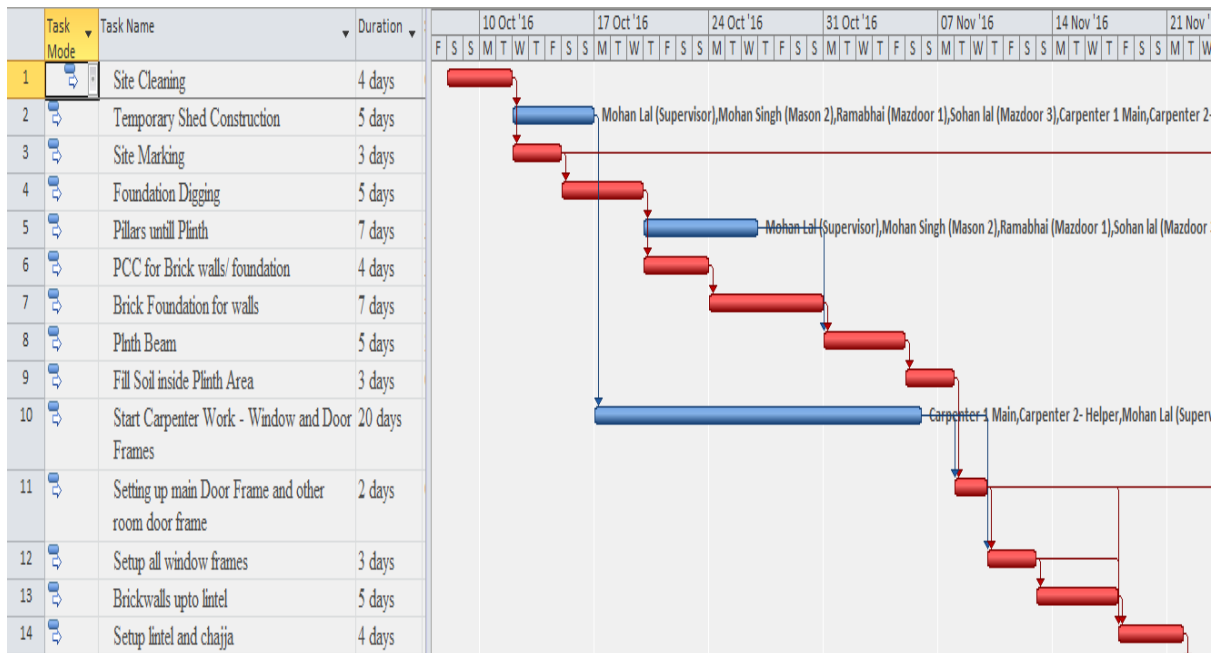 Task Mode Task Name Duration 10 Oct '16 17 Oct '16 24 Oct '16 31 Oct '16 07 Nov '16 14 Nov '16 21 Nov '
F S S M T W T F S S M T W T F S S M T W T F S S M T W T F S S M T W T F S S M T W T F S S M T W
1 Site Cleaning 4 days
2 Temporary Shed Construction 5 days Mohan Lal (Supervisor),Mohan Singh (Mason 2),Ramabhai (Mazdoor 1),Sohan lal (Mazdoor 3),Carpenter 1 Main,Carpenter 2-
3 Site Marking 3 days
4 Foundation Digging 5 days
5 Pillars untill Plinth 7 days Mohan Lal (Supervisor),Mohan Singh (Mason 2),Ramabhai (Mazdoor 1),Sohan lal (Mazdoor
6 PCC for Brick walls/ foundation 4 days
7 Brick Foundation for walls 7 days
8 Plnth Beam 5 days
9 Fill Soil inside Plinth Area 3 days
10 Start Carpenter Work - Window and Door Frames 20 days Carpenter 1 Main,Carpenter 2- Helper,Mohan Lal (Superv
11 Setting up main Door Frame and other room door frame 2 days
12 Setup all window frames 3 days
13 Brickwalls upto lintel 5 days
14 Setup lintel and chajja 4 days